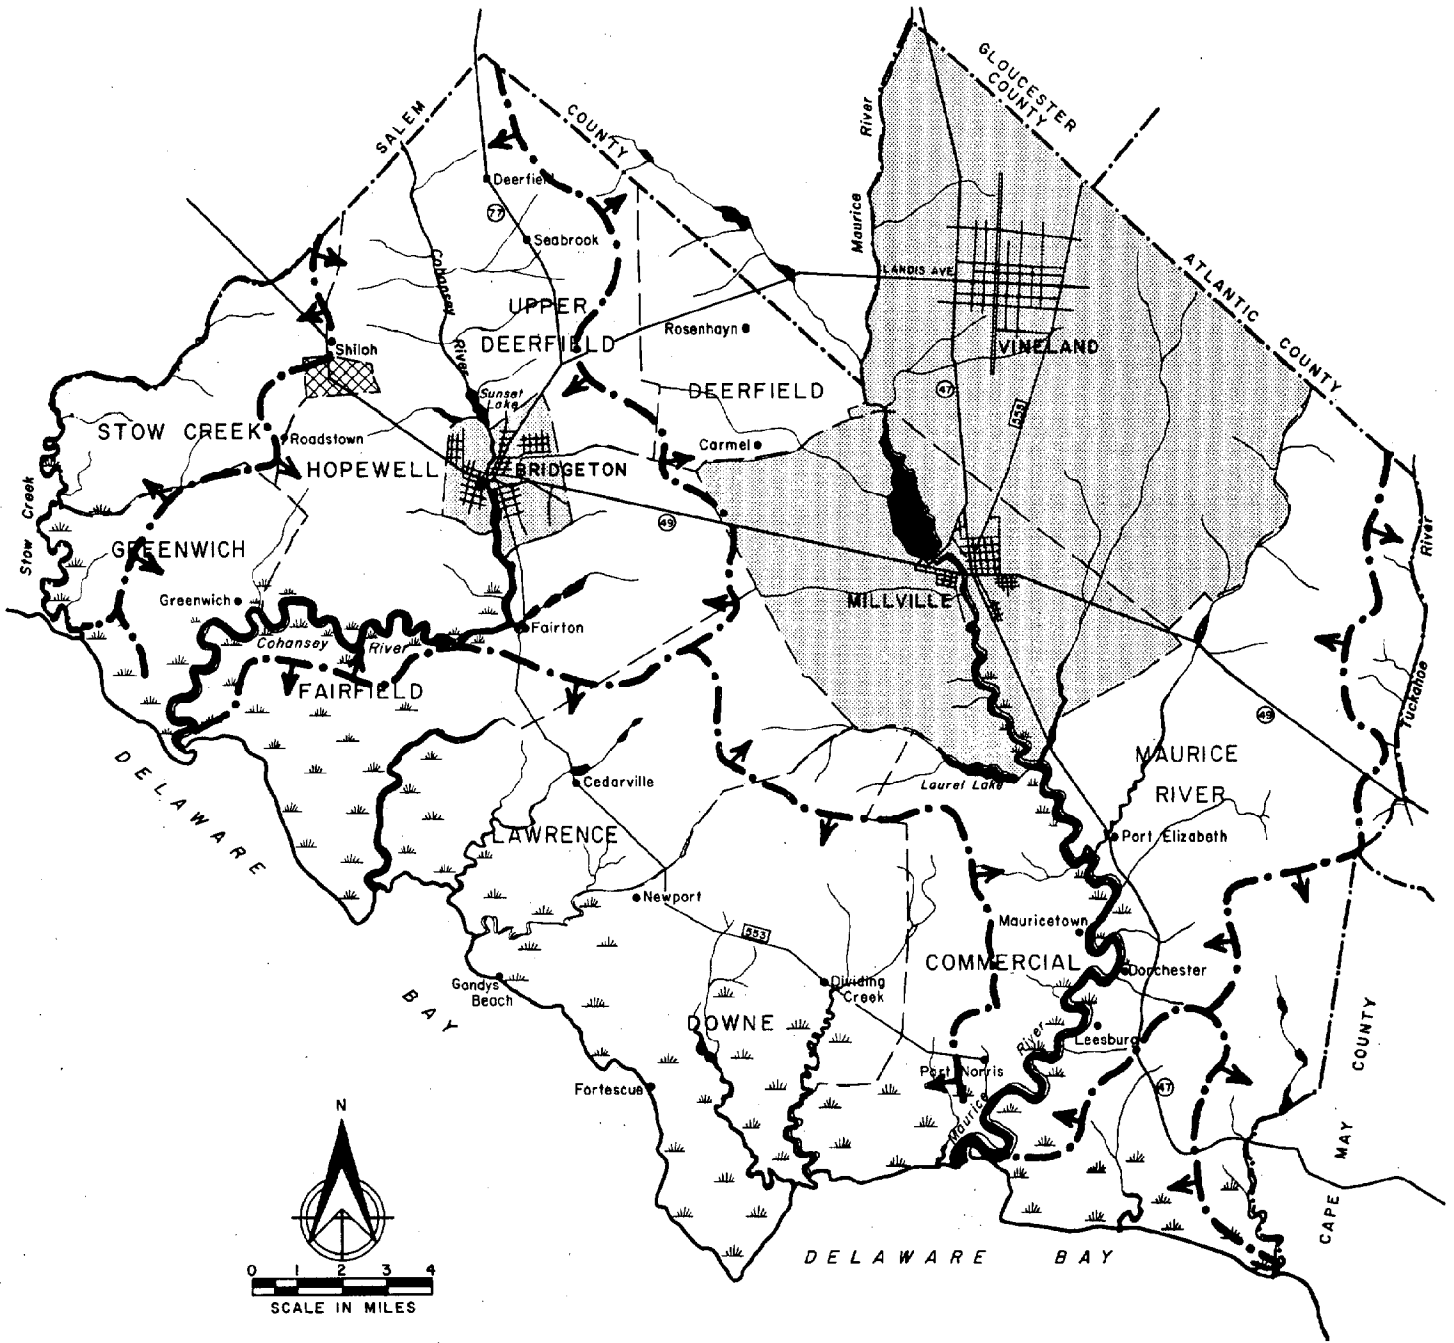 GLOUCESTER
COUNTY
SALEM
COUNTY
Maurice River
Deerfield
77
Seabrook
Cohansey River
UPPER
DEERFIELD
LANDIS AVE.
ATLANTIC
COUNTY
Rosenhayn
VINELAND
Shiloh
Sunset
Lake
DEERFIELD
47
555
STOW CREEK
Roadstown
HOPEWELL
BRIDGETON
Carmel
Stow Creek
49
GREENWICH
Tuckahoe River
Greenwich
MILLVILLE
Cohansey River
Fairton
FAIRFIELD
49
MAURICE
RIVER
DELAWARE
BAY
Cedarville
Laurel Lake
LAWRENCE
Port Elizabeth
Newport
Mauricetown
553
COMMERCIAL
Dorchester
Gandys
Beach
Dividing
Creek
DOWNE
Maurice River
Leesburg
Port Norris
Fortescue
47
CAPE MAY COUNTY
N
DELAWARE BAY
0 1 2 3 4
SCALE IN MILES